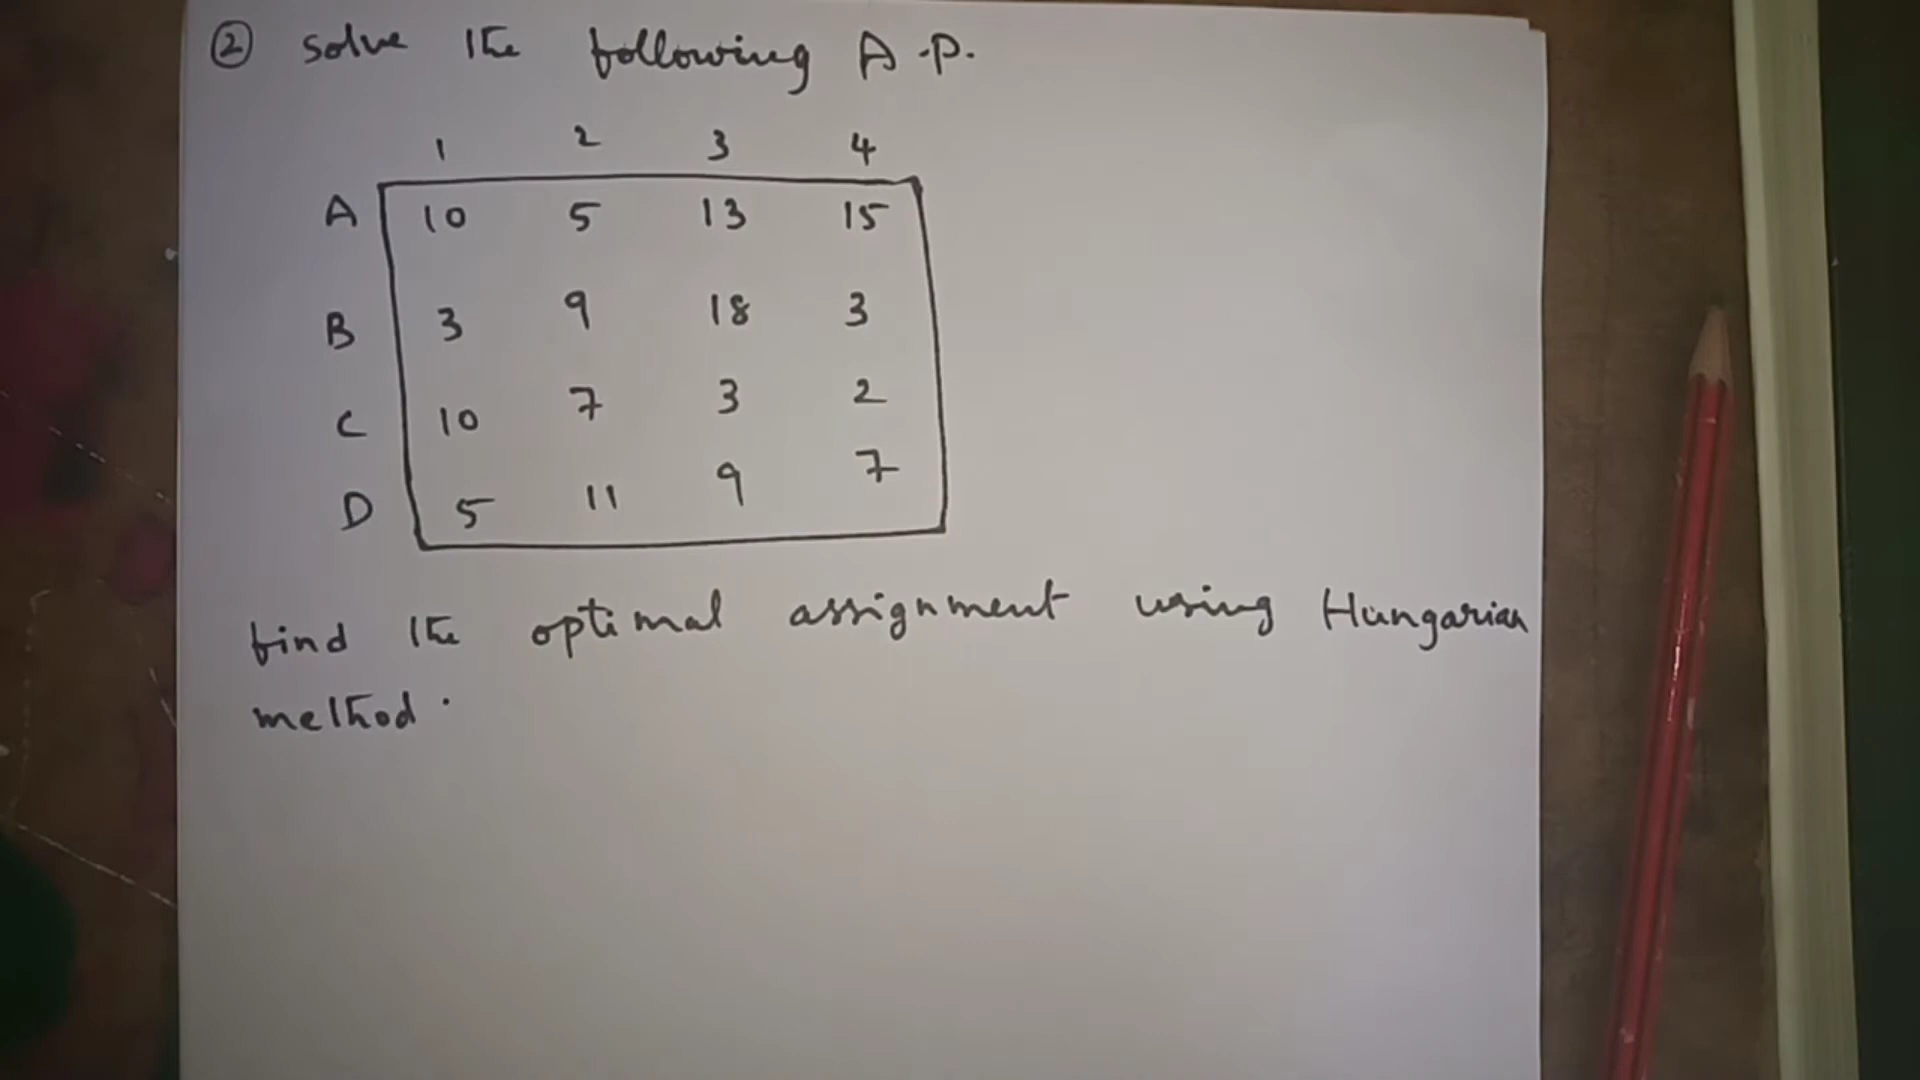 ② Solve the following A.P.
1 2 3 4
A 10 5 13 15
B 3 9 18 3
C 10 7 3 2
D 5 11 9 7
find the optimal assignment using Hungarian
method.